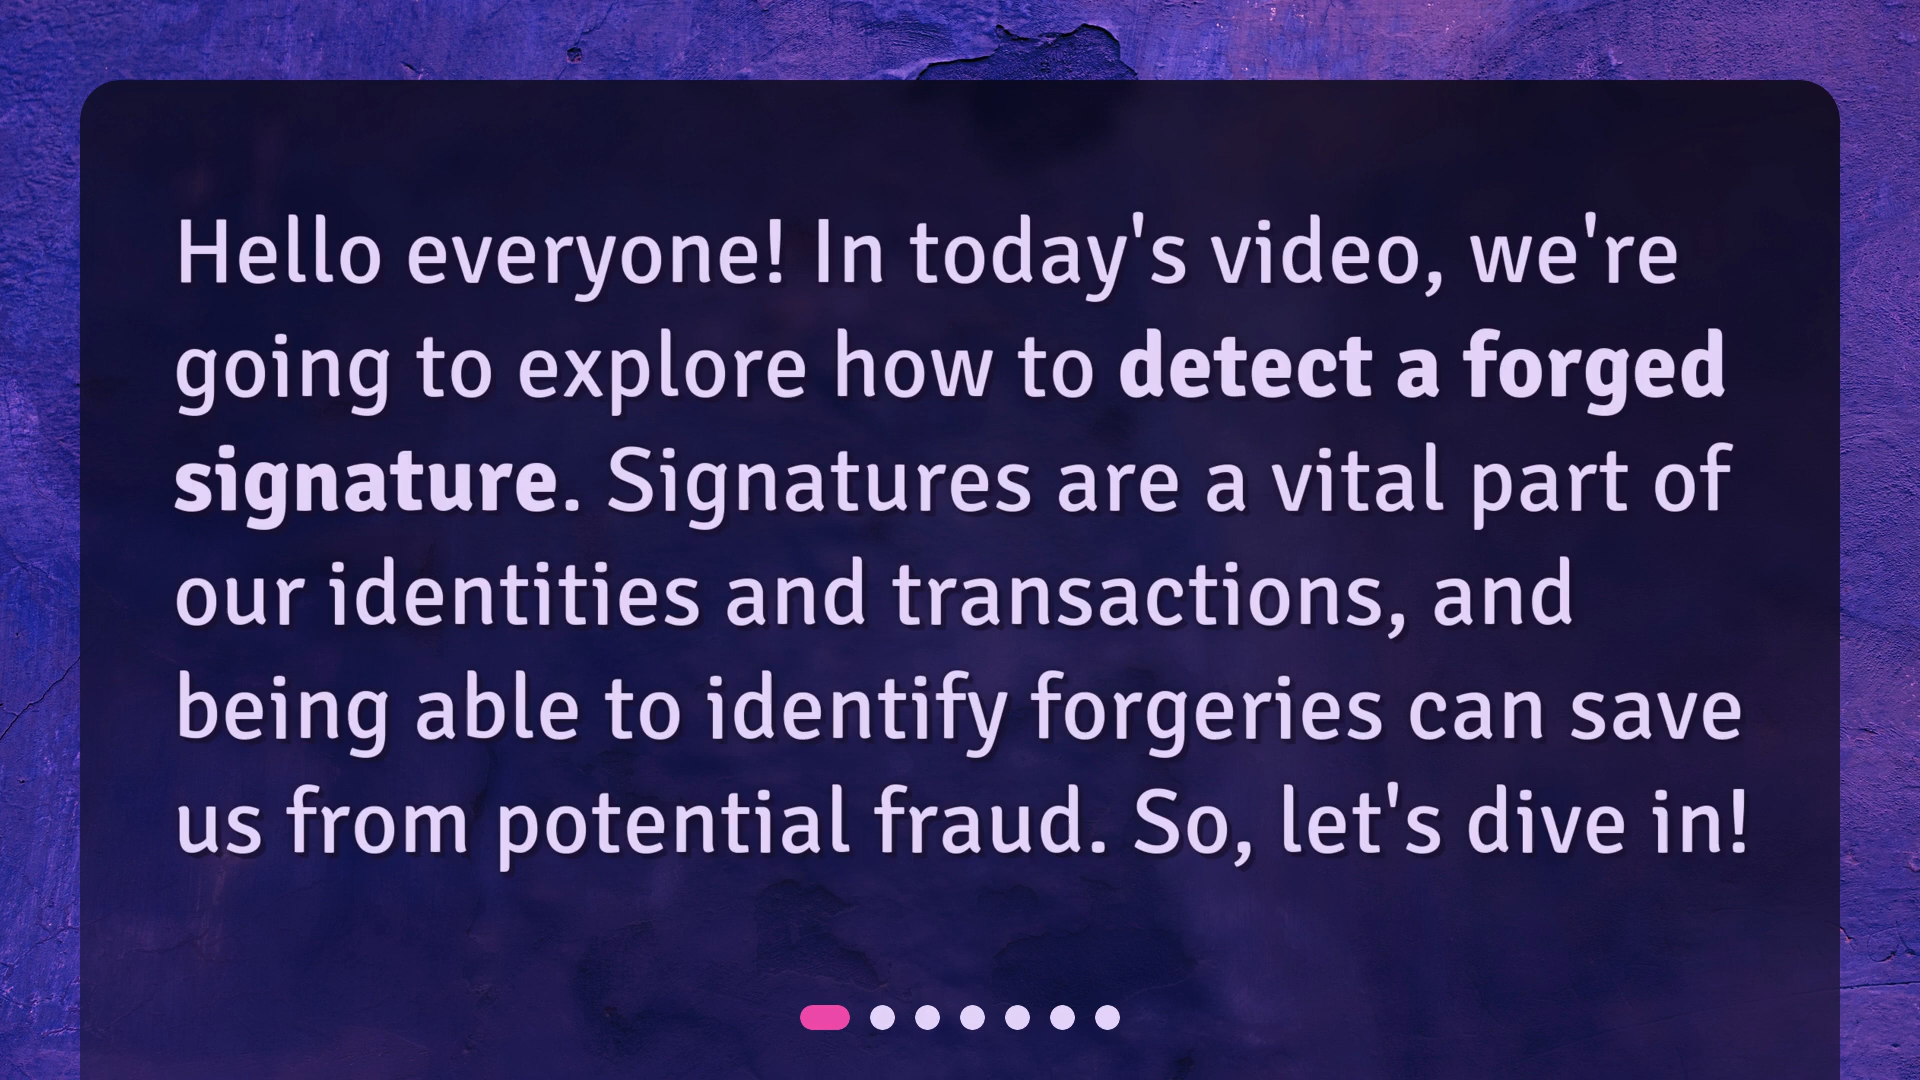 Hello everyone! In today's video, we're
going to explore how to detect a forged
signature. Signatures are a vital part of
our identities and transactions, and
being able to identify forgeries can save
us from potential fraud. So, let's dive in!